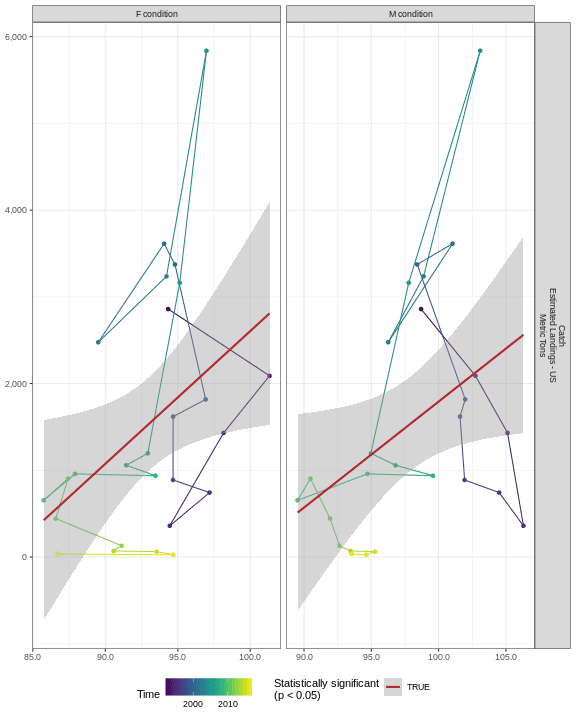 F condition
M condition
6,000
4,000
2,000
0
85.0
90.0
95.0
100.0
90.0
95.0
100.0
105.0
Catch
Estimated Landings - US
Metric Tons
Time
2000
2010
Statistically significant
(p < 0.05)
TRUE